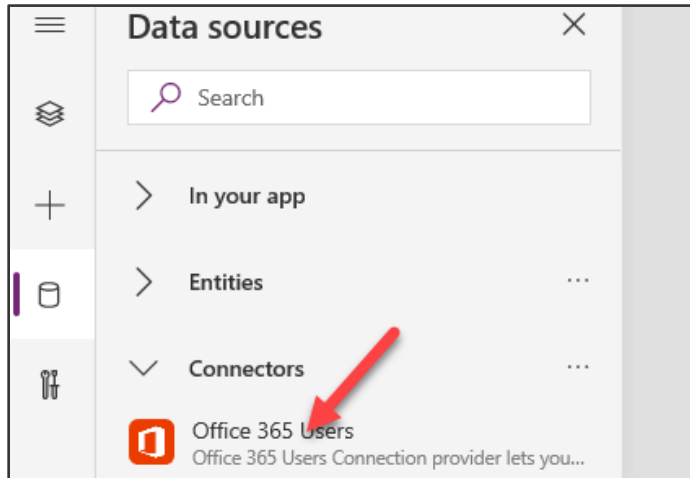 Data sources
Search
In your app
Entities
Connectors
Office 365 Users
Office 365 Users Connection provider lets you...